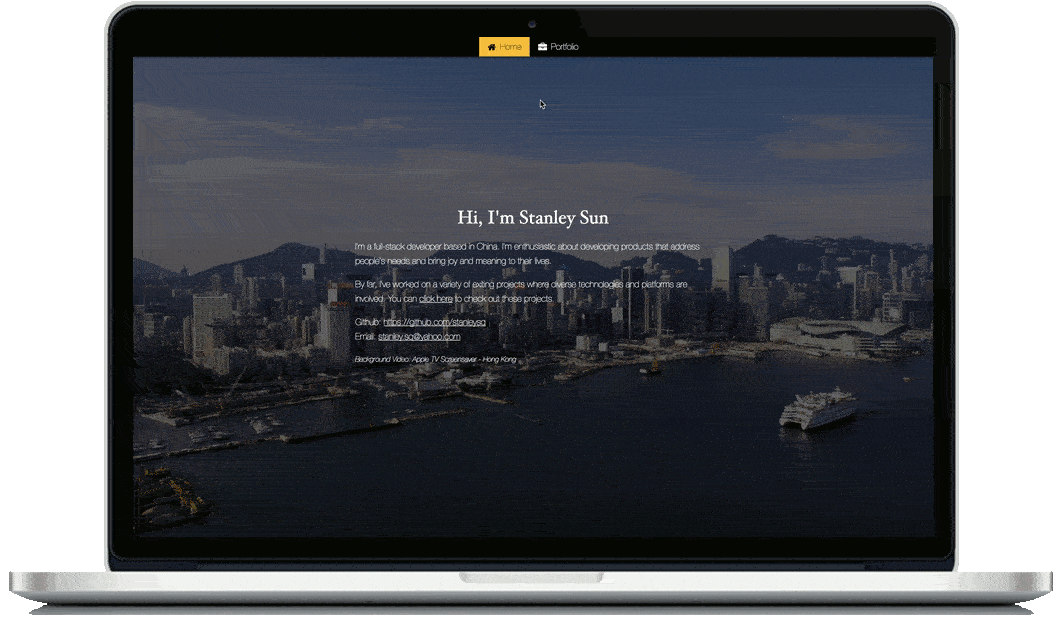 Home Portfolio
Hi, I'm Stanley Sun
I'm a full-stack developer based in China. I'm enthusiastic about developing products that address
people's needs and bring joy and meaning to their lives.
By far, I've worked on a variety of exiting projects where diverse technologies and platforms are
involved. You can click here to check out these projects.
Github: https://github.com/stanleysq
Email: stanley.sq@yahoo.com
Background Video: Apple TV Screensaver - Hong Kong